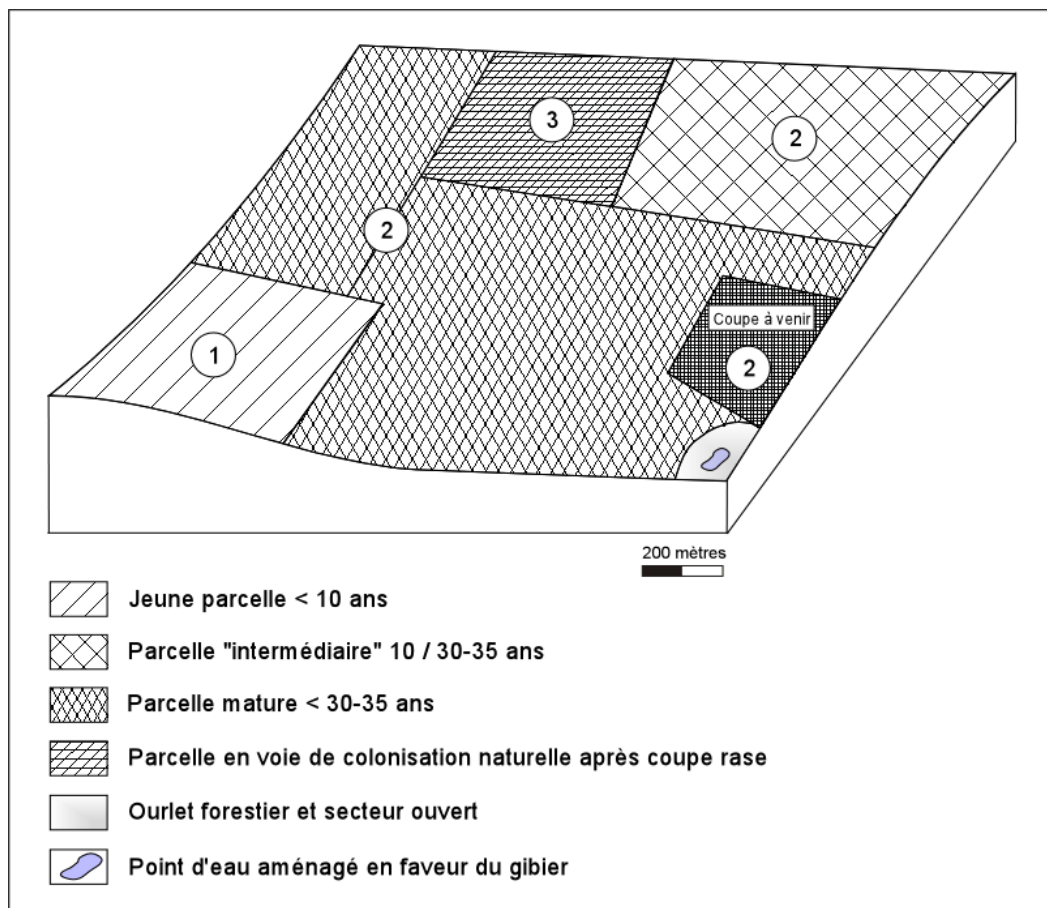 3
2
2
1
Coupe à venir
2
200 mètres
Jeune parcelle < 10 ans
Parcelle "intermédiaire" 10 / 30-35 ans
Parcelle mature < 30-35 ans
Parcelle en voie de colonisation naturelle après coupe rase
Ourlet forestier et secteur ouvert
Point d'eau aménagé en faveur du gibier